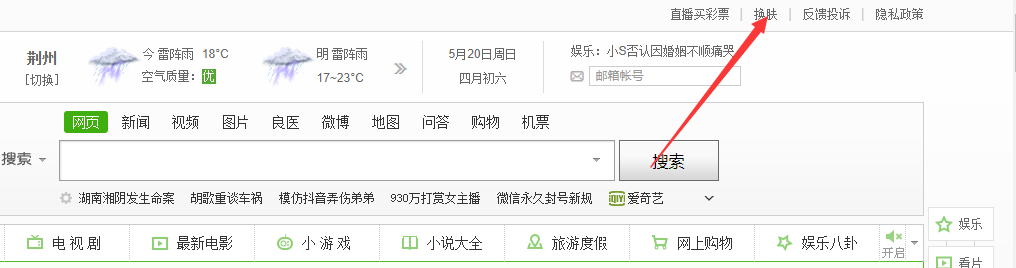 直播买彩票 | 换肤 | 反馈投诉 | 隐私政策
荆州 [切换]
今 雷阵雨 18°C
空气质量: 优
明 雷阵雨
17~23°C
5月20日周日
四月初六
娱乐: 小S否认因婚姻不顺痛哭
邮箱帐号
网页 新闻 视频 图片 良医 微博 地图 问答 购物 机票
搜索 搜索
湖南湘阴发生命案 胡歌重谈车祸 模仿抖音弄伤弟弟 930万打赏女主播 微信永久封号新规 iQIY 爱奇艺
电视剧 最新电影 小游戏 小说大全 旅游度假 网上购物 娱乐八卦 开启
娱乐
看片